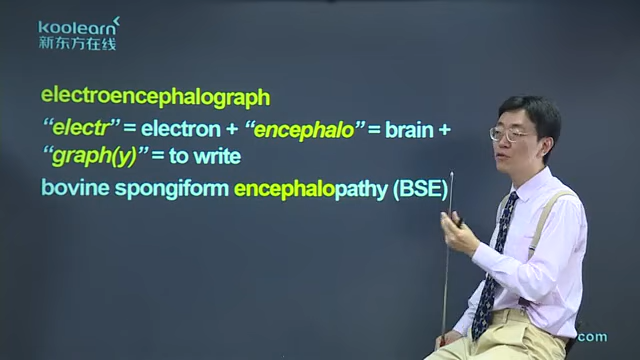 koolearn
新东方在线
electroencephalograph
“electr” = electron + “encephalo” = brain +
“graph(y)” = to write
bovine spongiform encephalopathy (BSE)
com